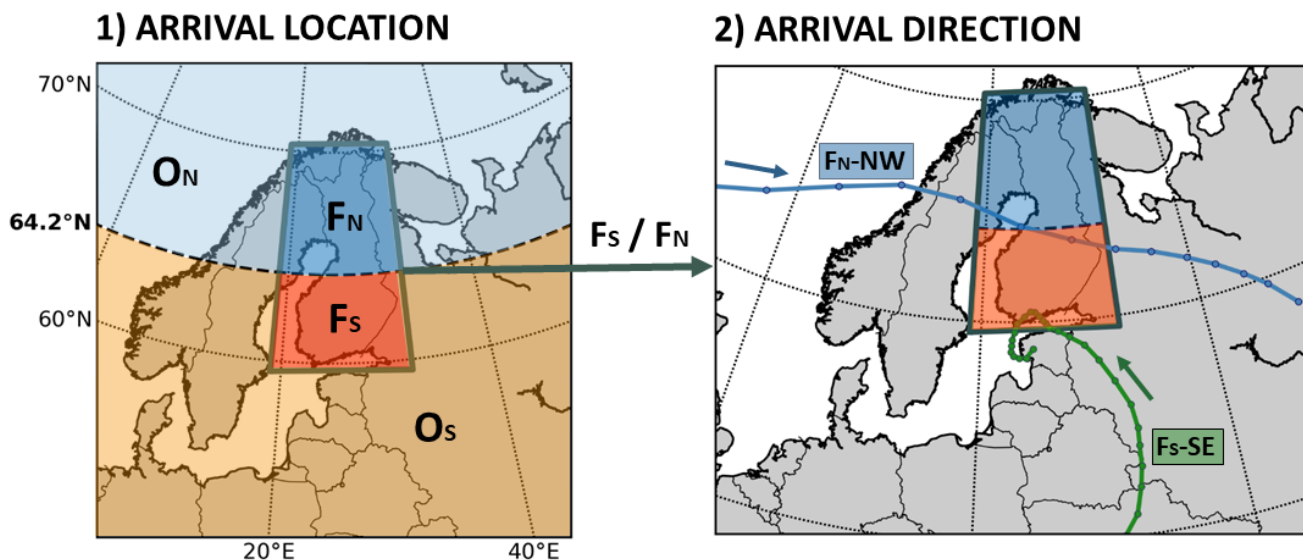 1) ARRIVAL LOCATION
2) ARRIVAL DIRECTION
70°N
ON
FN-NW
64.2°N
FN
FS / FN
60°N
FS
OS
FS-SE
20°E
40°E